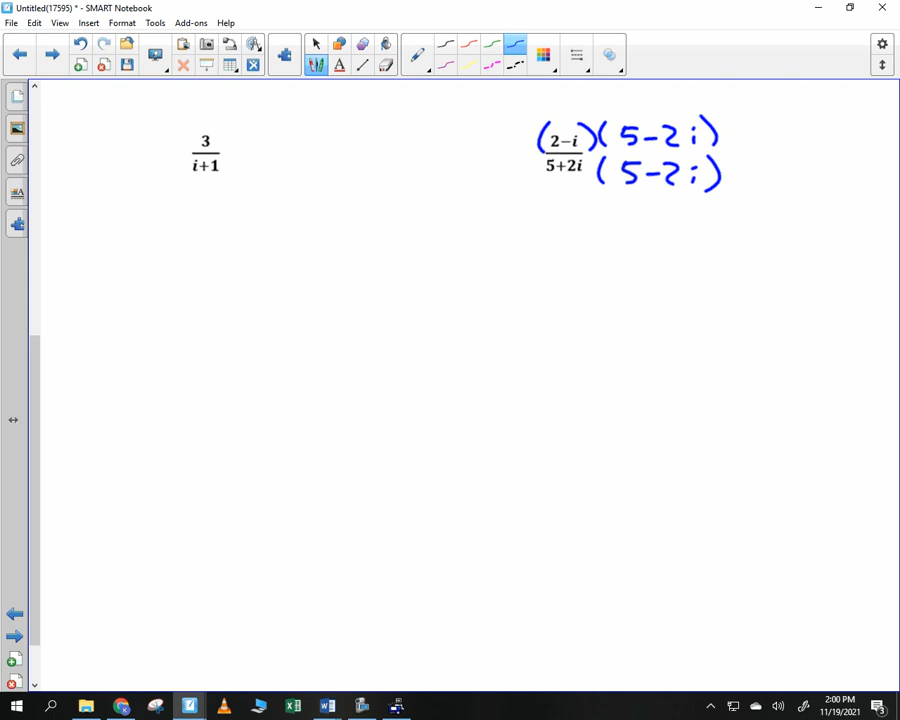 Untitled(17595) * - SMART Notebook
File Edit View Insert Format Tools Add-ons Help
3
i+1
(2−i)(5−2i)
5+2i (5−2i)
2:00 PM
11/19/2021
3